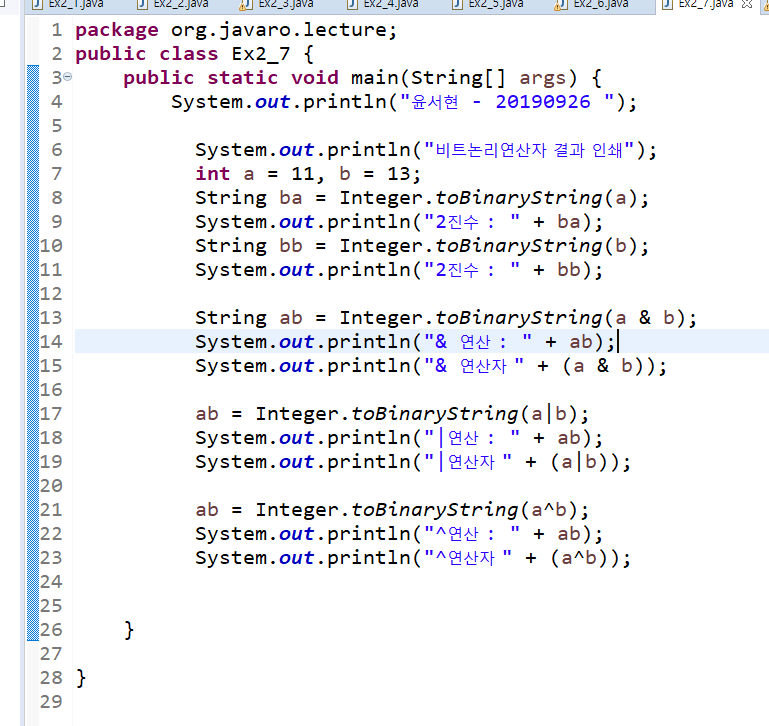 Ex2_1.java Ex2_2.java Ex2_3.java Ex2_4.java Ex2_5.java Ex2_6.java Ex2_7.java
1 package org.javaro.lecture;
2 public class Ex2_7 {
3 public static void main(String[] args) {
4 System.out.println("윤서현 - 20190926 ");
5
6 System.out.println("비트논리연산자 결과 인쇄");
7 int a = 11, b = 13;
8 String ba = Integer.toBinaryString(a);
9 System.out.println("2진수 : " + ba);
10 String bb = Integer.toBinaryString(b);
11 System.out.println("2진수 : " + bb);
12
13 String ab = Integer.toBinaryString(a & b);
14 System.out.println("& 연산 : " + ab);
15 System.out.println("& 연산자 " + (a & b));
16
17 ab = Integer.toBinaryString(a|b);
18 System.out.println("|연산 : " + ab);
19 System.out.println("|연산자 " + (a|b));
20
21 ab = Integer.toBinaryString(a^b);
22 System.out.println("^연산 : " + ab);
23 System.out.println("^연산자 " + (a^b));
24
25
26 }
27
28 }
29